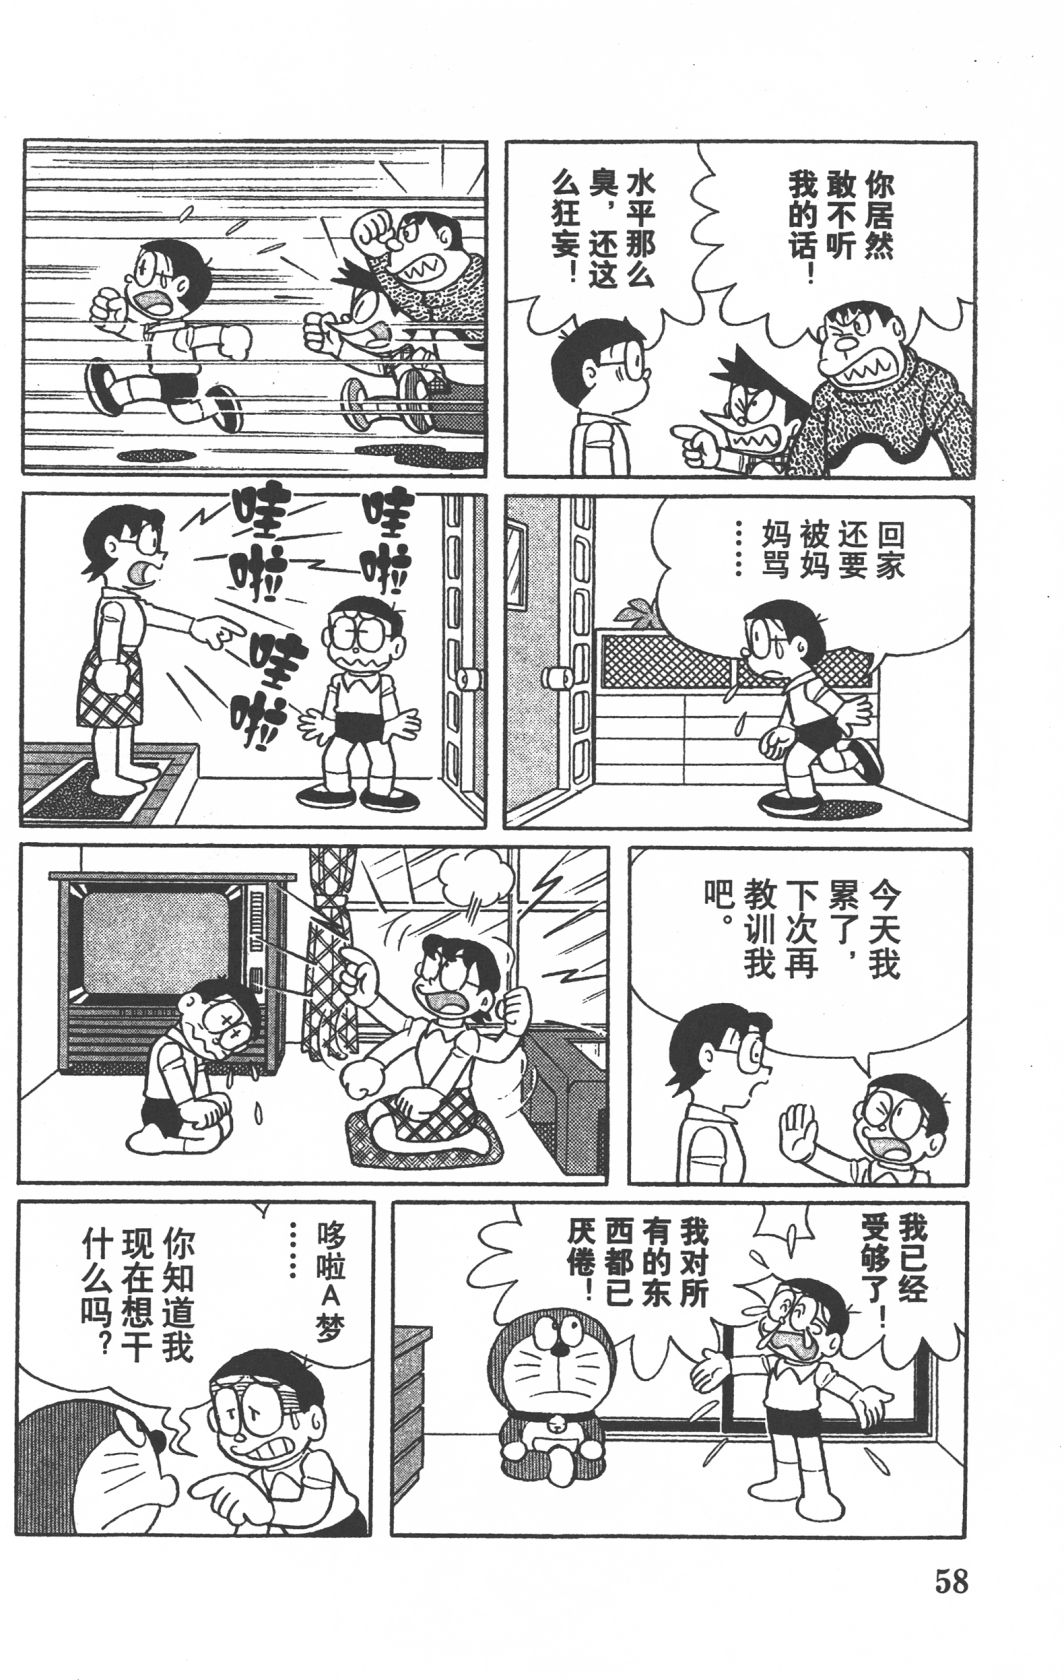 你居然
敢不听
我的话！
水平那么
臭，还这
么狂妄！
回家
还要
被妈
妈骂
……
哇
啦!!
哇
啦!!
哇
啦!!
今天我
累了，
下次再
教训我
吧。
我已经
受够了！
我对所
有的东
西都已
厌倦！
哆啦A梦
……
你知道我
现在想干
什么吗？
58